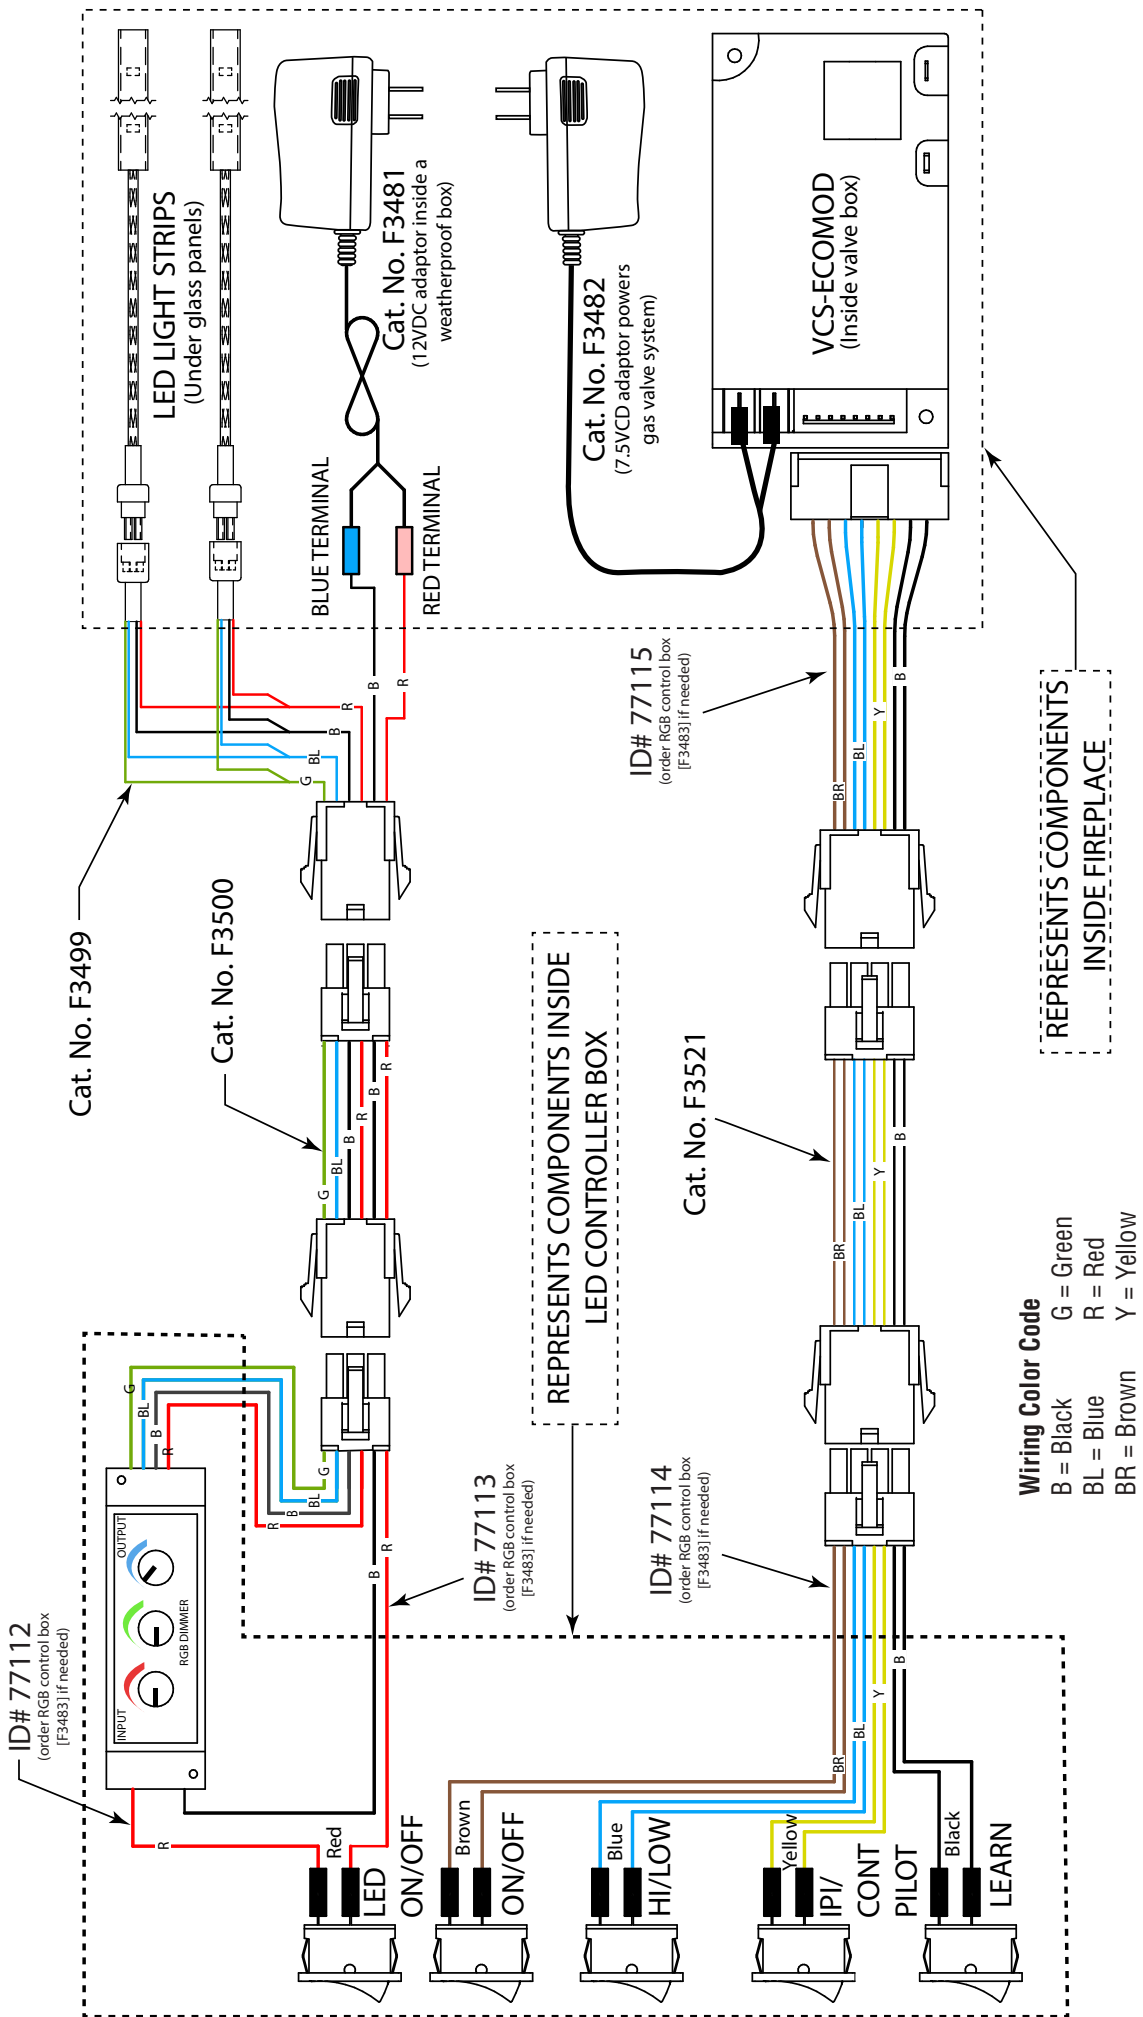 ID# 77112
(order RGB control box
[F3483] if needed)
INPUT
OUTPUT
RGB DIMMER
G
BL
B
R
R
G
BL
B
R
B
R
ID# 77113
(order RGB control box
[F3483] if needed)
Cat. No. F3500
G
BL
B
R
B
R
Cat. No. F3499
G
BL
B
R
B
R
LED LIGHT STRIPS
(Under glass panels)
BLUE TERMINAL
RED TERMINAL
Cat. No. F3481
(12VDC adaptor inside a
weatherproof box)
Cat. No. F3482
(7.5VCD adaptor powers
gas valve system)
VCS-ECOMOD
(Inside valve box)
Red
LED
ON/OFF
Brown
ON/OFF
Blue
HI/LOW
Yellow
IPI/
CONT
PILOT
Black
LEARN
BR
BL
Y
B
ID# 77114
(order RGB control box
[F3483] if needed)
REPRESENTS COMPONENTS INSIDE
LED CONTROLLER BOX
BR
BL
Y
B
Cat. No. F3521
BR
BL
Y
B
ID# 77115
(order RGB control box
[F3483] if needed)
REPRESENTS COMPONENTS
INSIDE FIREPLACE
Wiring Color Code
B = Black G = Green
BL = Blue R = Red
BR = Brown Y = Yellow